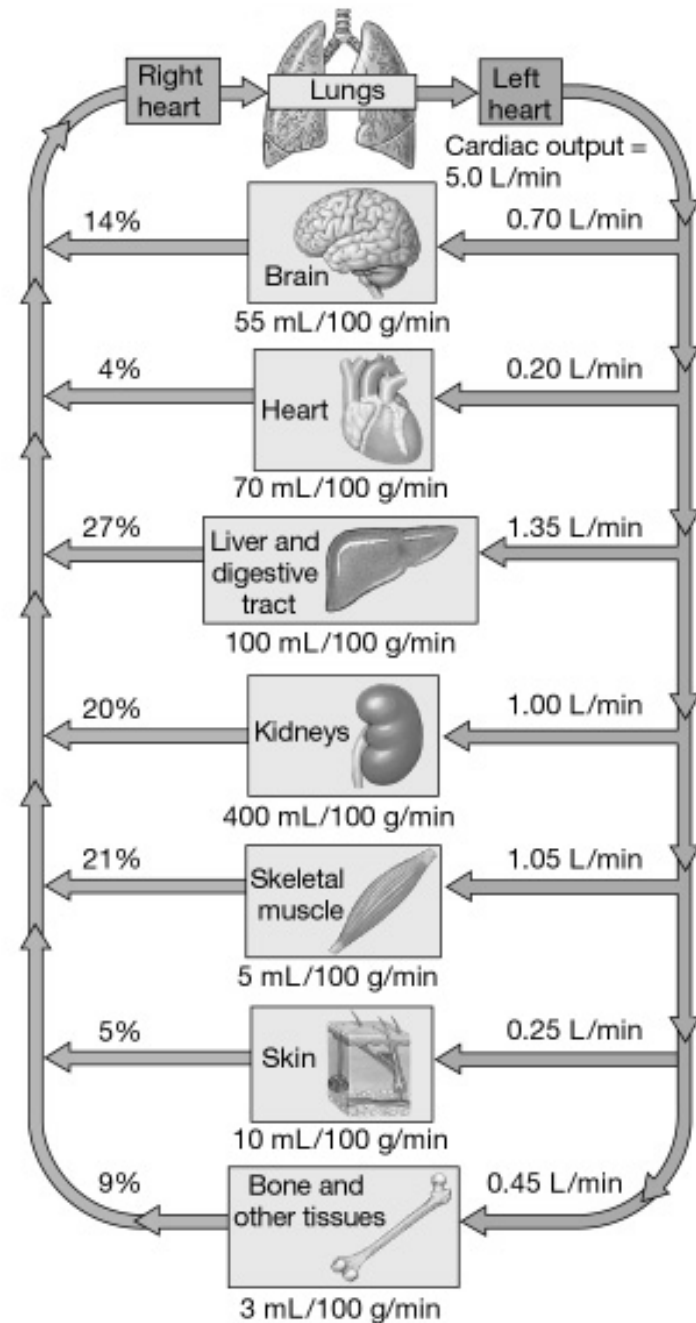 Right
heart
Lungs
Left
heart
Cardiac output =
5.0 L/min
14%
Brain
0.70 L/min
55 mL/100 g/min
4%
Heart
0.20 L/min
70 mL/100 g/min
27%
Liver and
digestive
tract
1.35 L/min
100 mL/100 g/min
20%
Kidneys
1.00 L/min
400 mL/100 g/min
21%
Skeletal
muscle
1.05 L/min
5 mL/100 g/min
5%
Skin
0.25 L/min
10 mL/100 g/min
9%
Bone and
other tissues
0.45 L/min
3 mL/100 g/min